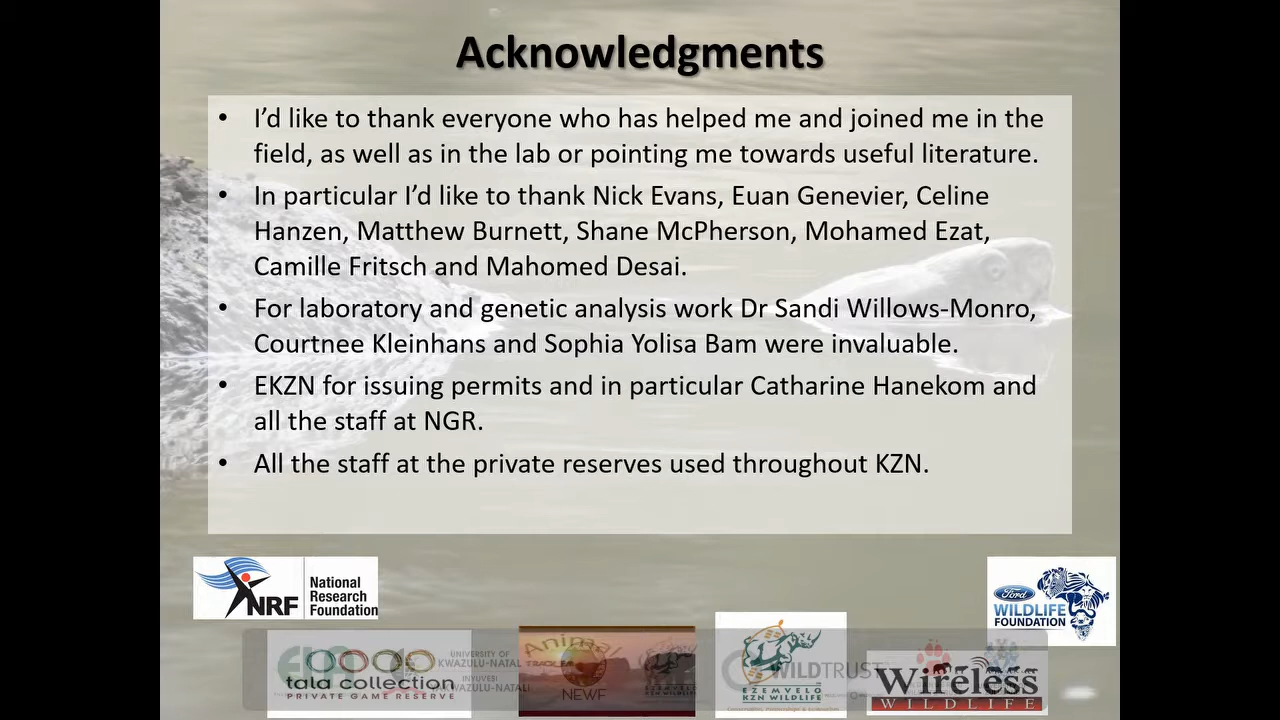 Acknowledgments
• I’d like to thank everyone who has helped me and joined me in the
field, as well as in the lab or pointing me towards useful literature.
• In particular I’d like to thank Nick Evans, Euan Genevier, Celine
Hanzen, Matthew Burnett, Shane McPherson, Mohamed Ezat,
Camille Fritsch and Mahomed Desai.
• For laboratory and genetic analysis work Dr Sandi Willows-Monro,
Courtnee Kleinhans and Sophia Yolisa Bam were invaluable.
• EKZN for issuing permits and in particular Catharine Hanekom and
all the staff at NGR.
• All the staff at the private reserves used throughout KZN.
NRF
National
Research
Foundation
Ford
WILDLIFE
FOUNDATION
tala collection
PRIVATE GAME RESERVE
UNIVERSITY OF
KWAZULU-NATAL
INYUVESI
YAKWAZULU-NATALI
Animal
NEWF
EZEMVELO
KZN WILDLIFE
WILDTRUST
Wireless
WILDLIFE